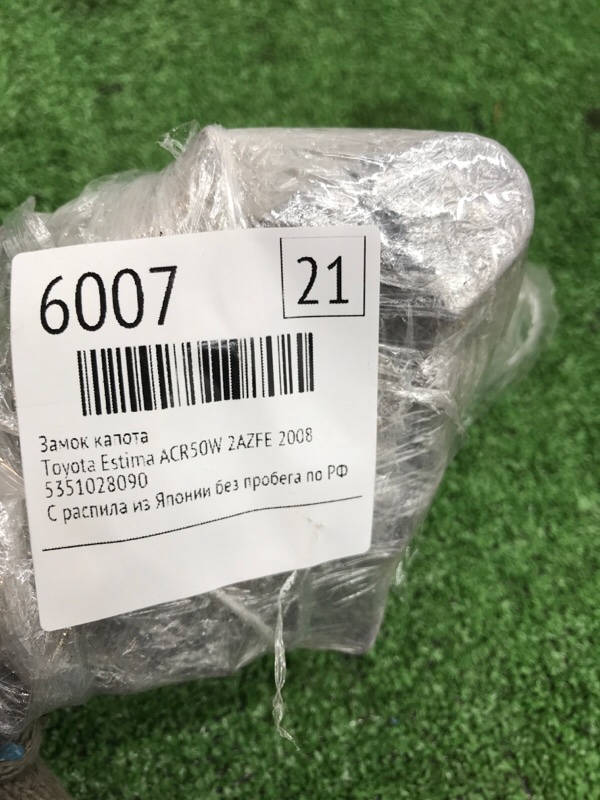 6007
21
Замок капота
Toyota Estima ACR50W 2AZFE 2008
5351028090
С распила из Японии без пробега по РФ